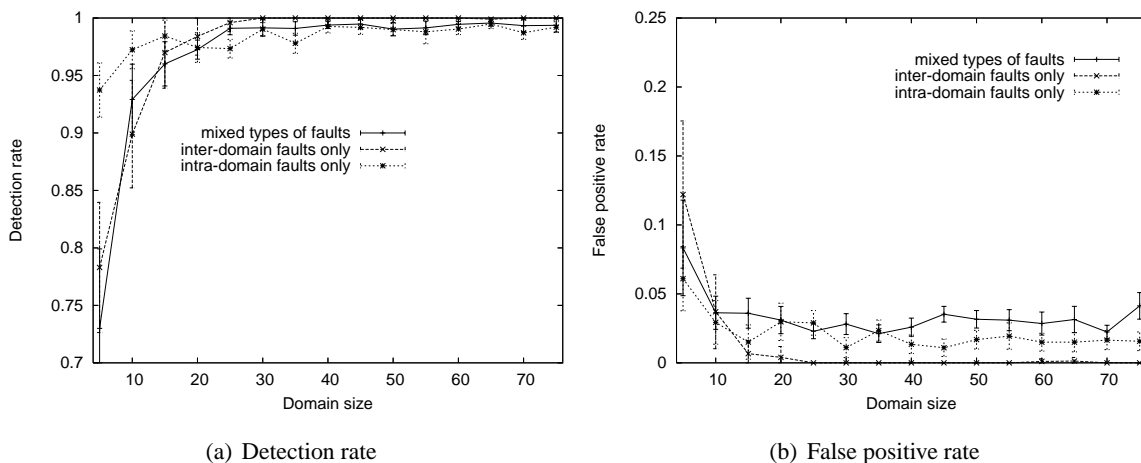 1
0.95
0.9
0.85
0.8
0.75
0.7
Detection rate
mixed types of faults
inter-domain faults only
intra-domain faults only
10 20 30 40 50 60 70
Domain size
(a) Detection rate
0.25
0.2
0.15
0.1
0.05
0
False positive rate
mixed types of faults
inter-domain faults only
intra-domain faults only
10 20 30 40 50 60 70
Domain size
(b) False positive rate